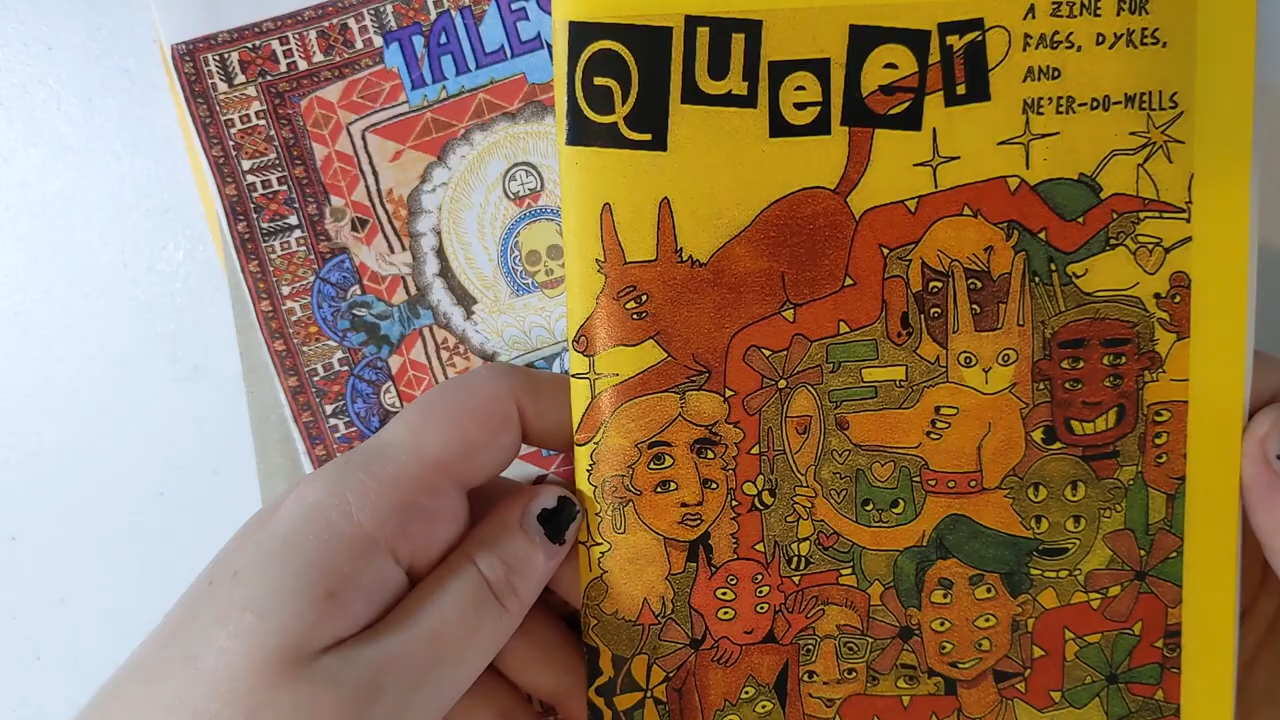 TALES
Queer
A ZINE FOR
FAGS, DYKES,
AND
NE'ER-DO-WELLS